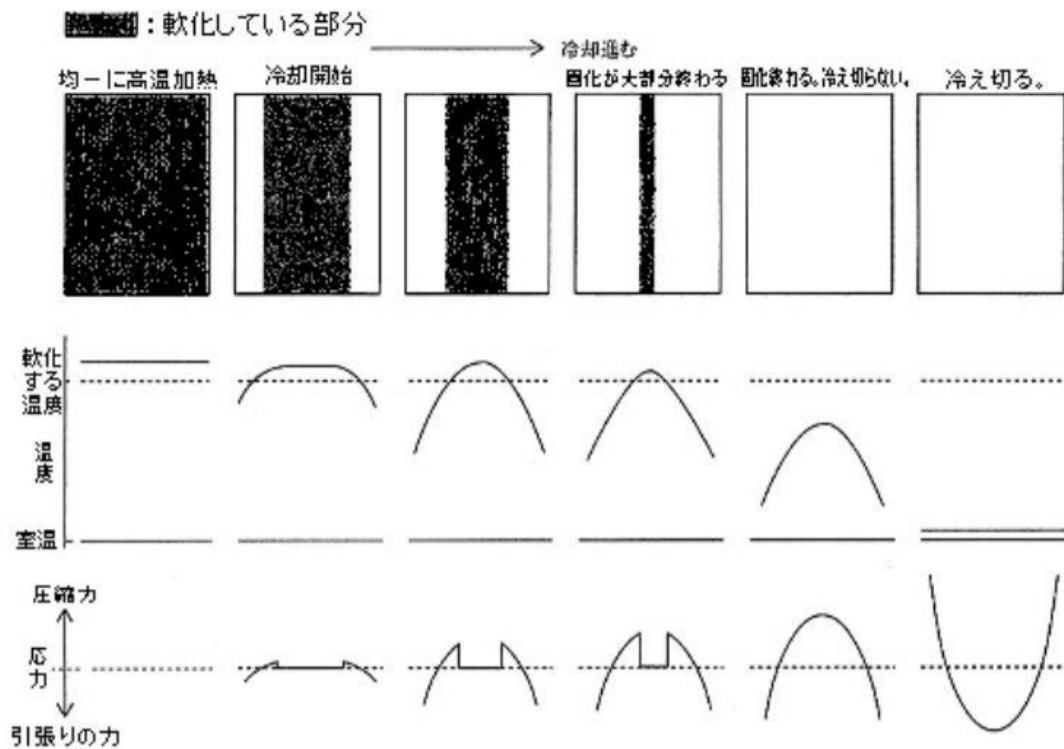 ：軟化している部分
冷却進む
均一に高温加熱
冷却開始
固化が大部分終わる
固化終わる。冷え切らない。
冷え切る。
軟化
する
温度
温
度
室温
圧縮力
応
力
引張りの力